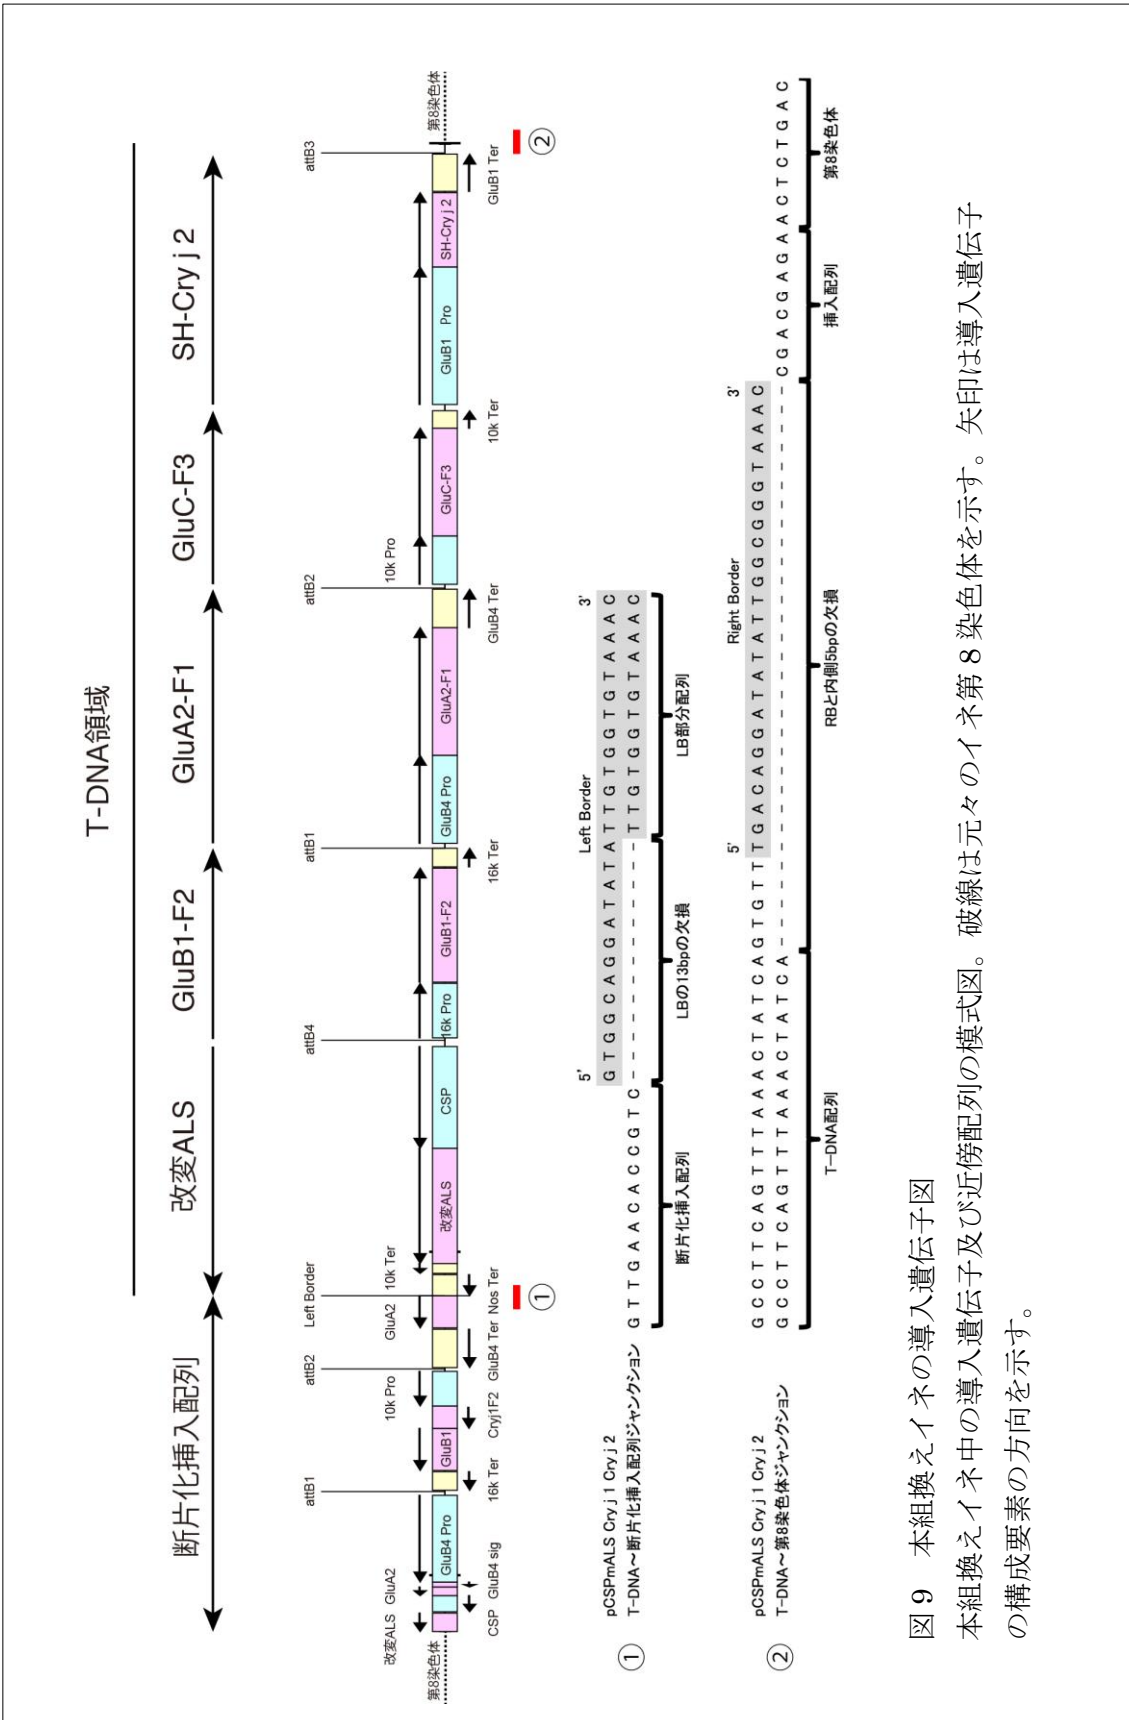 T-DNA領域
断片化挿入配列 改変ALS GluB1-F2 GluA2-F1 GluC-F3 SH-Cry j 2
attB1 attB2 Left Border attB4 attB1 attB2 attB3
改変ALS GluA2 10k Pro GluA2 10k Ter 10k Pro
第8染色体 GluB4 Pro GluB1 改変ALS CSP 16k Pro GluB1-F2 GluB4 Pro GluA2-F1 GluC-F3 GluB1 Pro SH-Cry j 2 第8染色体
CSP GluB4 sig 16k Ter Cryj1F2 GluB4 Ter Nos Ter 16k Ter GluB4 Ter 10k Ter GluB1 Ter
① ②
5' Left Border 3'
pCSPmALS Cry j 1 Cry j 2 G T G G C A G G A T A T A T T G T G G T G T A A A C
① T-DNA～断片化挿入配列ジャンクション G T T G A A C A C C G T C - - - - - - - - - - - - - T T G T G G T G T A A A C
断片化挿入配列 LBの13bpの欠損 LB部分配列
5' Right Border 3'
pCSPmALS Cry j 1 Cry j 2 G C C T T C A G T T T A A A C T A T C A G T G T T T G A C A G G A T A T A T T G G C G G G T A A A C
② T-DNA～第8染色体ジャンクション G C C T T C A G T T T A A A C T A T C A - - - - - - - - - - - - - - - - - - - - - - - - - - - - - - C G A C G A G A A C T C T G A C
T-DNA配列 RBと内側5bpの欠損 挿入配列 第8染色体
図 9 本組換えイネの導入遺伝子図
本組換えイネ中の導入遺伝子及び近傍配列の模式図。破線は元々のイネ第 8 染色体を示す。矢印は導入遺伝子
の構成要素の方向を示す。